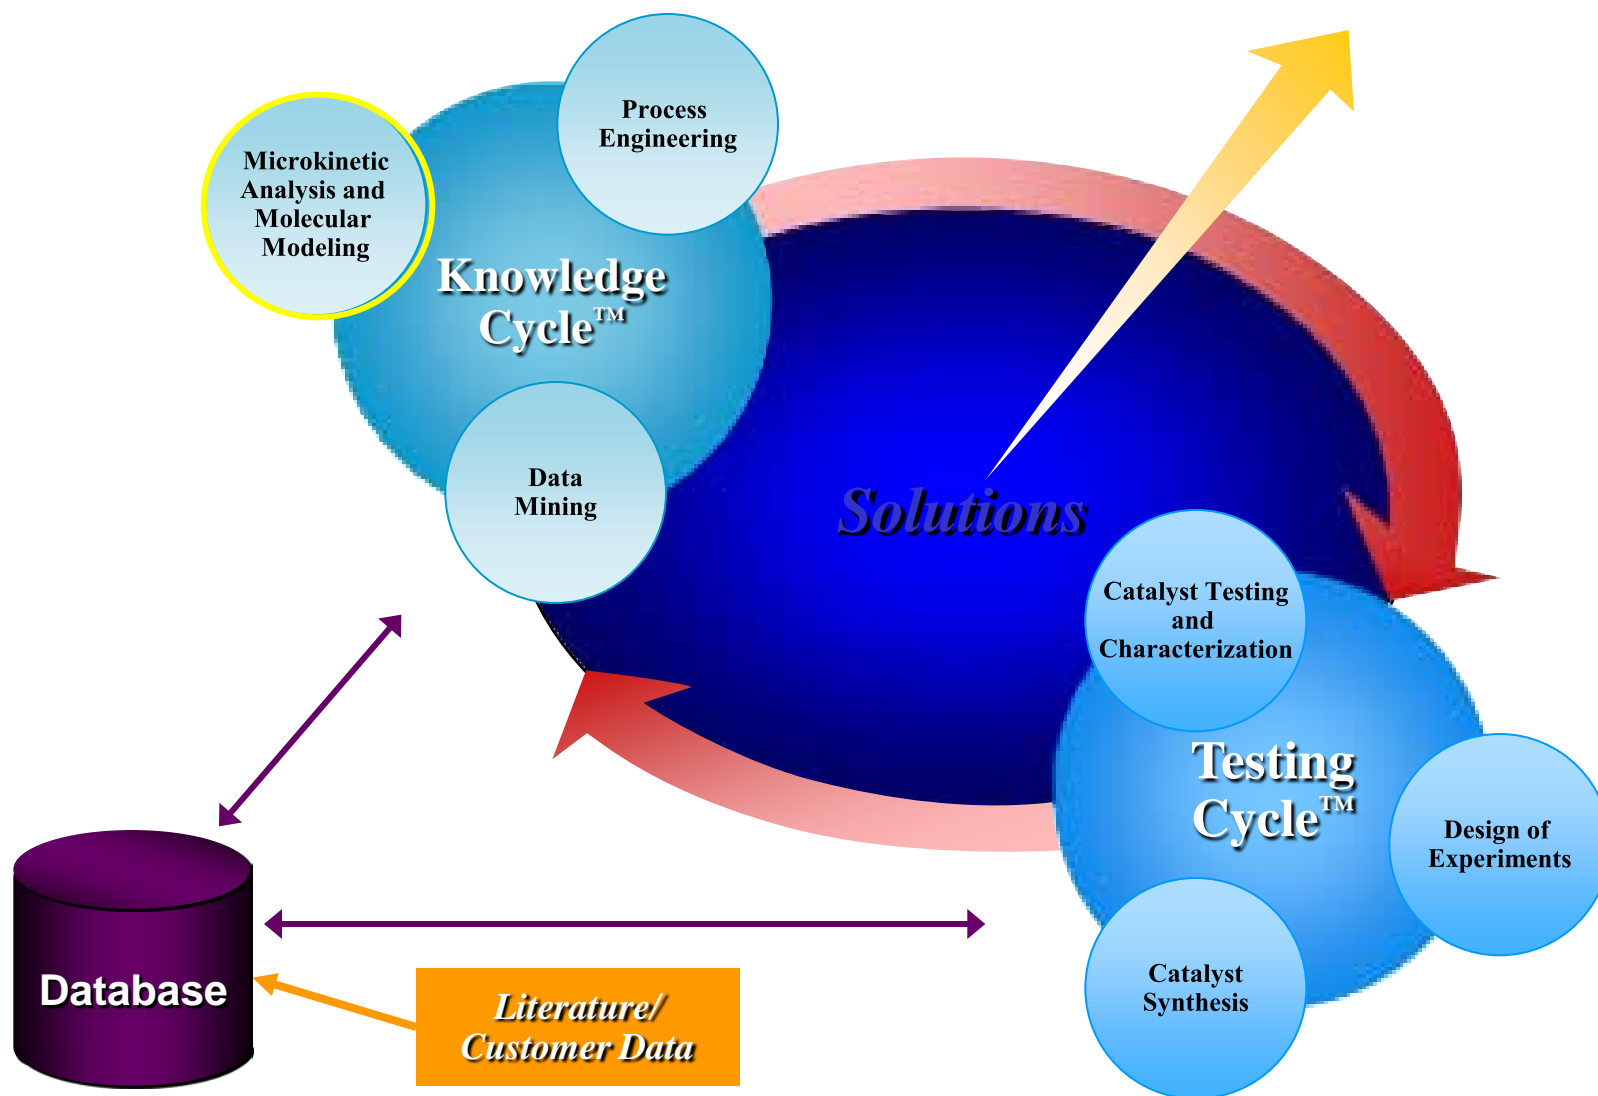 Process
Engineering
Microkinetic
Analysis and
Molecular
Modeling
Knowledge
Cycle™
Data
Mining
Solutions
Catalyst Testing
and
Characterization
Testing
Cycle™
Design of
Experiments
Catalyst
Synthesis
Database
Literature/
Customer Data